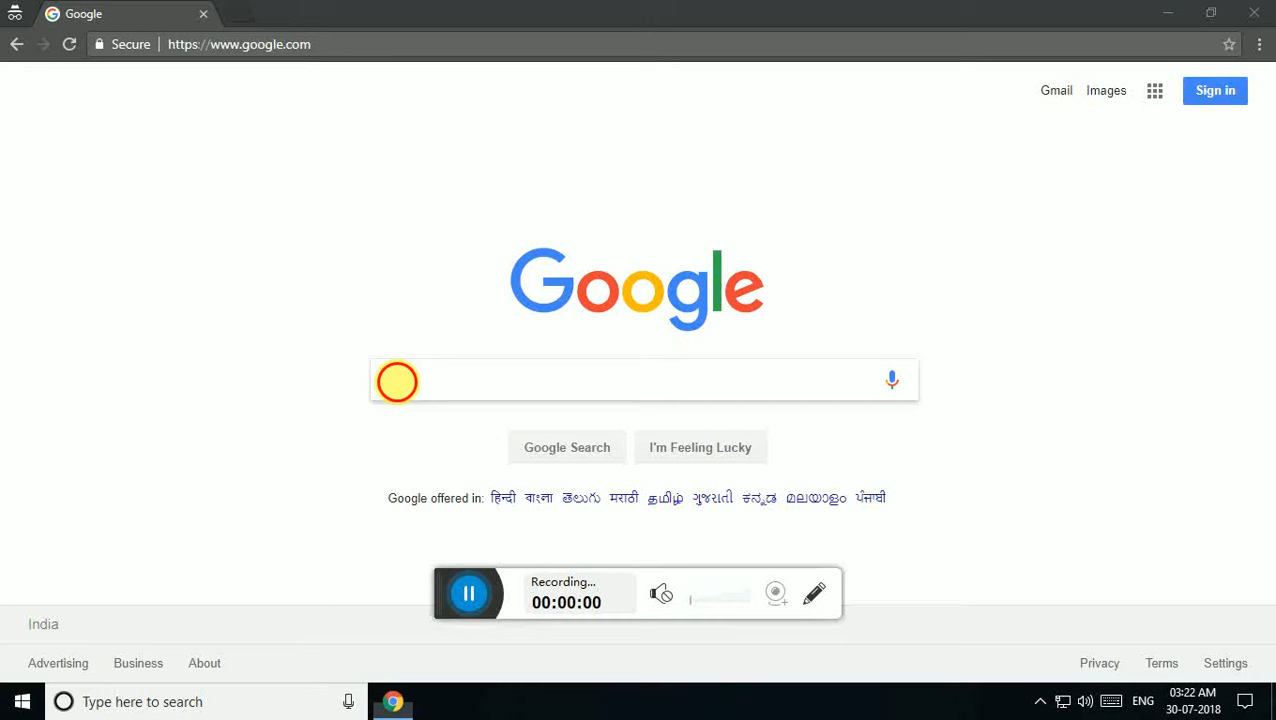 Google
Secure | https://www.google.com
Gmail Images Sign in
Google
Google Search I'm Feeling Lucky
Google offered in: हिन्दी বাংলা తెలుగు मराठी தமிழ் ગુજરાતી ಕನ್ನಡ മലയാളം ਪੰਜਾਬੀ
Recording...
00:00:00
India
Advertising Business About Privacy Terms Settings
Type here to search ENG 03:22 AM
30-07-2018